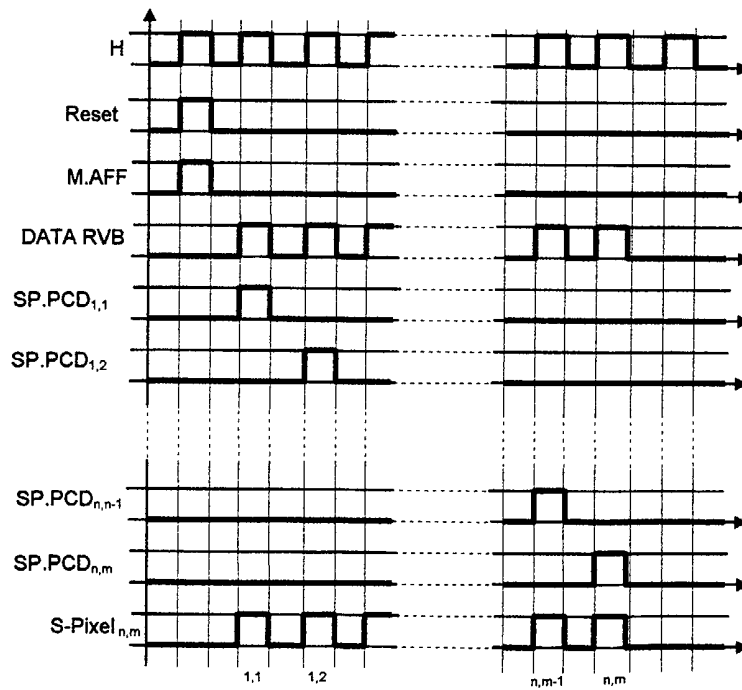 H
Reset
M.AFF
DATA RVB
SP.PCD1,1
SP.PCD1,2
SP.PCDn,n-1
SP.PCDn,m
S-Pixel n,m
1,1 1,2 n,m-1 n,m